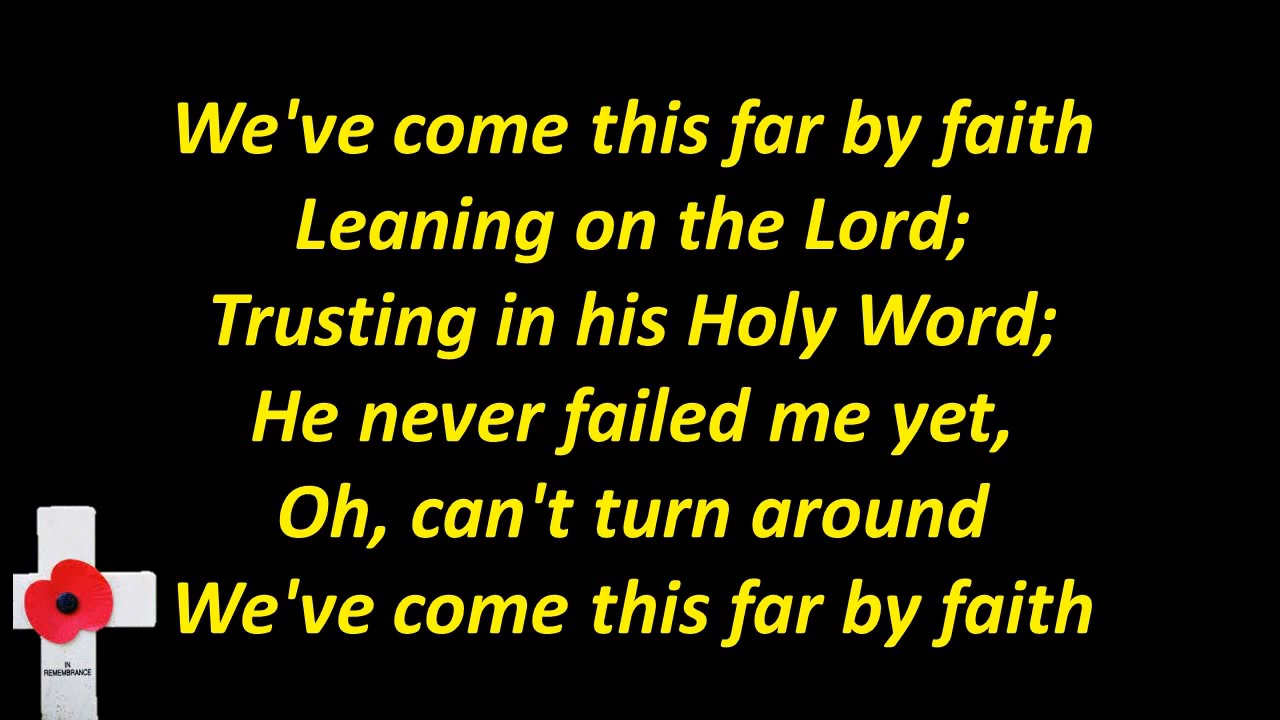 We've come this far by faith
Leaning on the Lord;
Trusting in his Holy Word;
He never failed me yet,
Oh, can't turn around
We've come this far by faith
IN
REMEMBRANCE